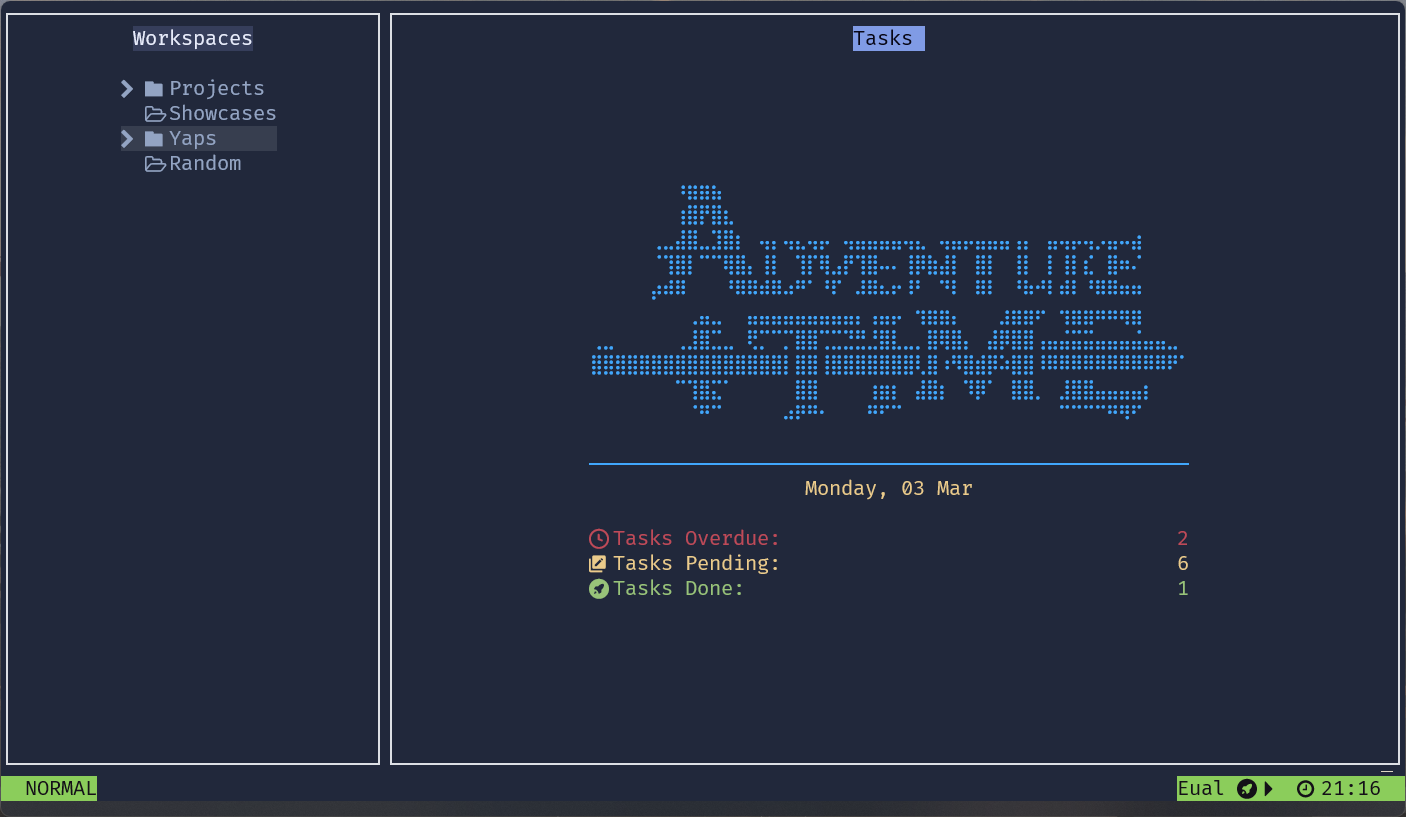 Workspaces
Projects
Showcases
Yaps
Random
Tasks
ADVENTURE
TIME
Monday, 03 Mar
Tasks Overdue: 2
Tasks Pending: 6
Tasks Done: 1
NORMAL
Eual 21:16